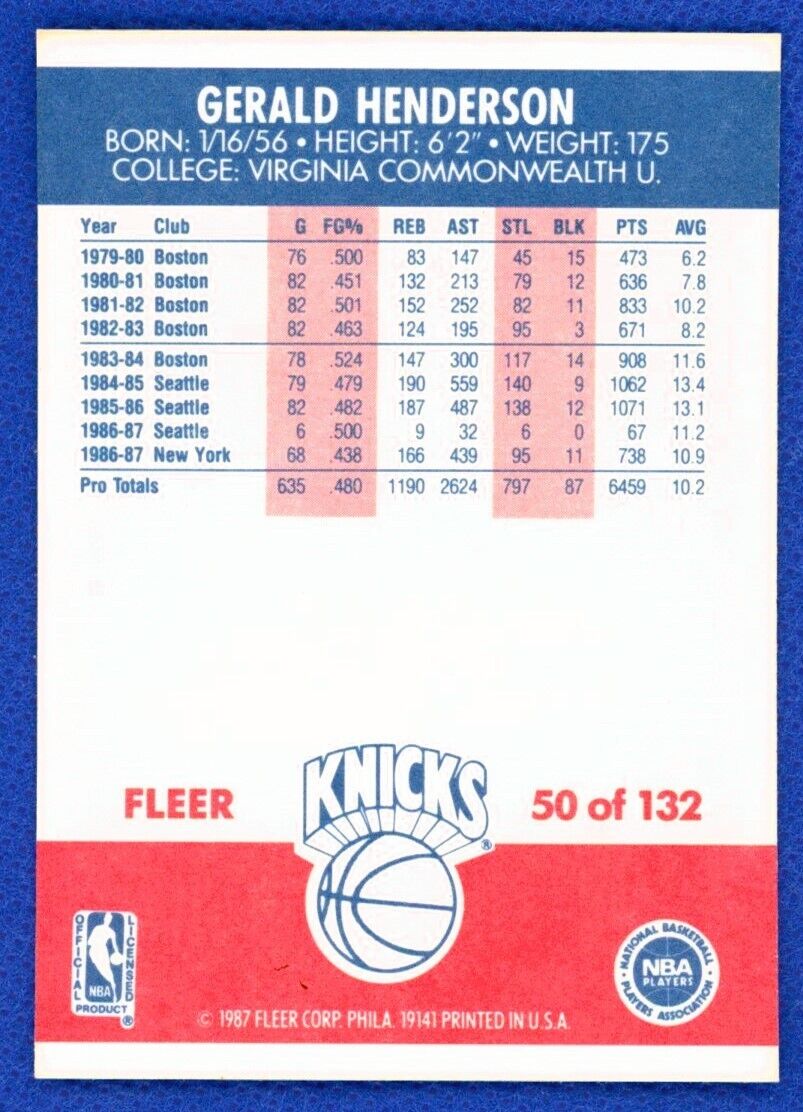 GERALD HENDERSON
BORN: 1/16/56 • HEIGHT: 6'2" • WEIGHT: 175
COLLEGE: VIRGINIA COMMONWEALTH U.
Year Club G FG% REB AST STL BLK PTS AVG
1979-80 Boston 76 .500 83 147 45 15 473 6.2
1980-81 Boston 82 .451 132 213 79 12 636 7.8
1981-82 Boston 82 .501 152 252 82 11 833 10.2
1982-83 Boston 82 .463 124 195 95 3 671 8.2
1983-84 Boston 78 .524 147 300 117 14 908 11.6
1984-85 Seattle 79 .479 190 559 140 9 1062 13.4
1985-86 Seattle 82 .482 187 487 138 12 1071 13.1
1986-87 Seattle 6 .500 9 32 6 0 67 11.2
1986-87 New York 68 .438 166 439 95 11 738 10.9
Pro Totals 635 .480 1190 2624 797 87 6459 10.2
FLEER
KNICKS
®
50 of 132
OFFICIAL
LICENSED
NBA
PRODUCT
®
NATIONAL BASKETBALL
NBA
PLAYERS
PLAYERS ASSOCIATION
© 1987 FLEER CORP. PHILA. 19141 PRINTED IN U.S.A.